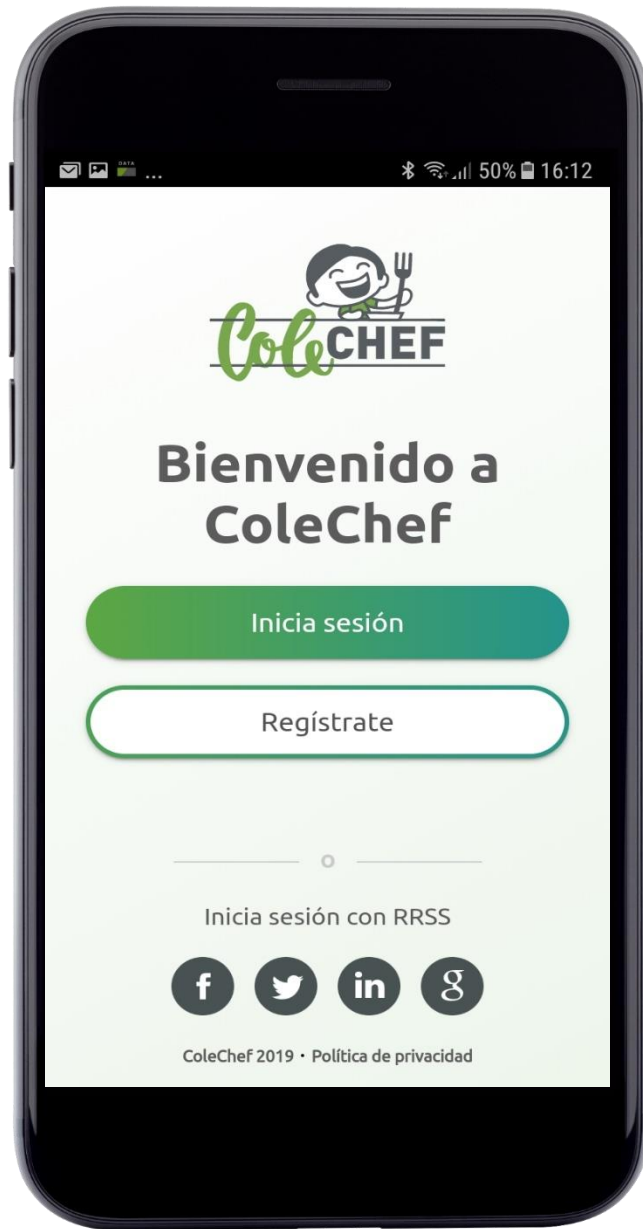 DATA
... 50% 16:12
ColeCHEF
Bienvenido a
ColeChef
Inicia sesión
Regístrate
o
Inicia sesión con RRSS
f in g
ColeChef 2019 · Política de privacidad